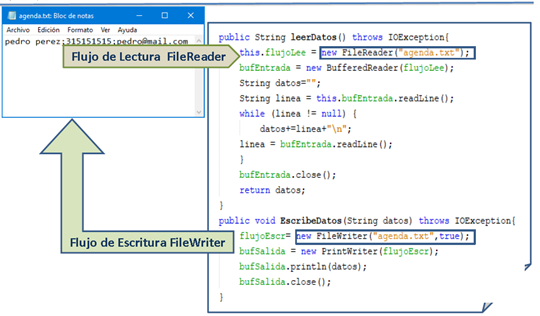 agenda.txt: Bloc de notas
Archivo Edición Formato Ver Ayuda
pedro perez;315151515;pedro@mail.com
Flujo de Lectura FileReader
Flujo de Escritura FileWriter
public String leerDatos() throws IOException{
this.flujoLee = new FileReader("agenda.txt");
bufEntrada = new BufferedReader(flujoLee);
String datos="";
String linea = this.bufEntrada.readLine();
while (linea != null) {
datos+=linea+"\n";
linea = bufEntrada.readLine();
}
bufEntrada.close();
return datos;
}
public void EscribeDatos(String datos) throws IOException{
flujoEscr= new FileWriter("agenda.txt",true);
bufSalida = new PrintWriter(flujoEscr);
bufSalida.println(datos);
bufSalida.close();
}